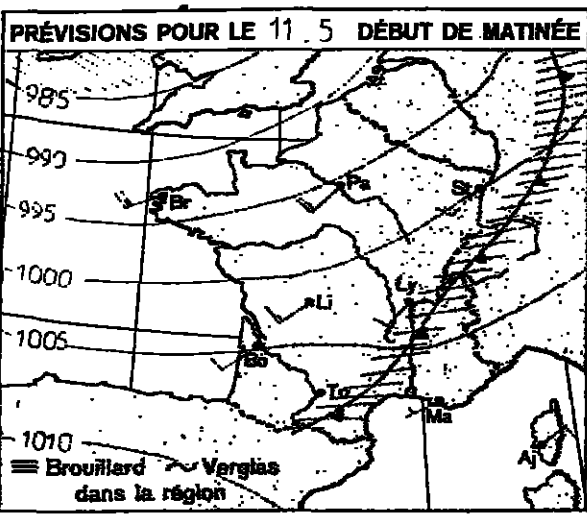 PRÉVISIONS POUR LE 11.5 DÉBUT DE MATINÉE
985
990
Pa
St
Br
995
1000
Ly
Li
1005
Bo
To
Ma
1010
Aj
Brouillard Verglas
dans la région